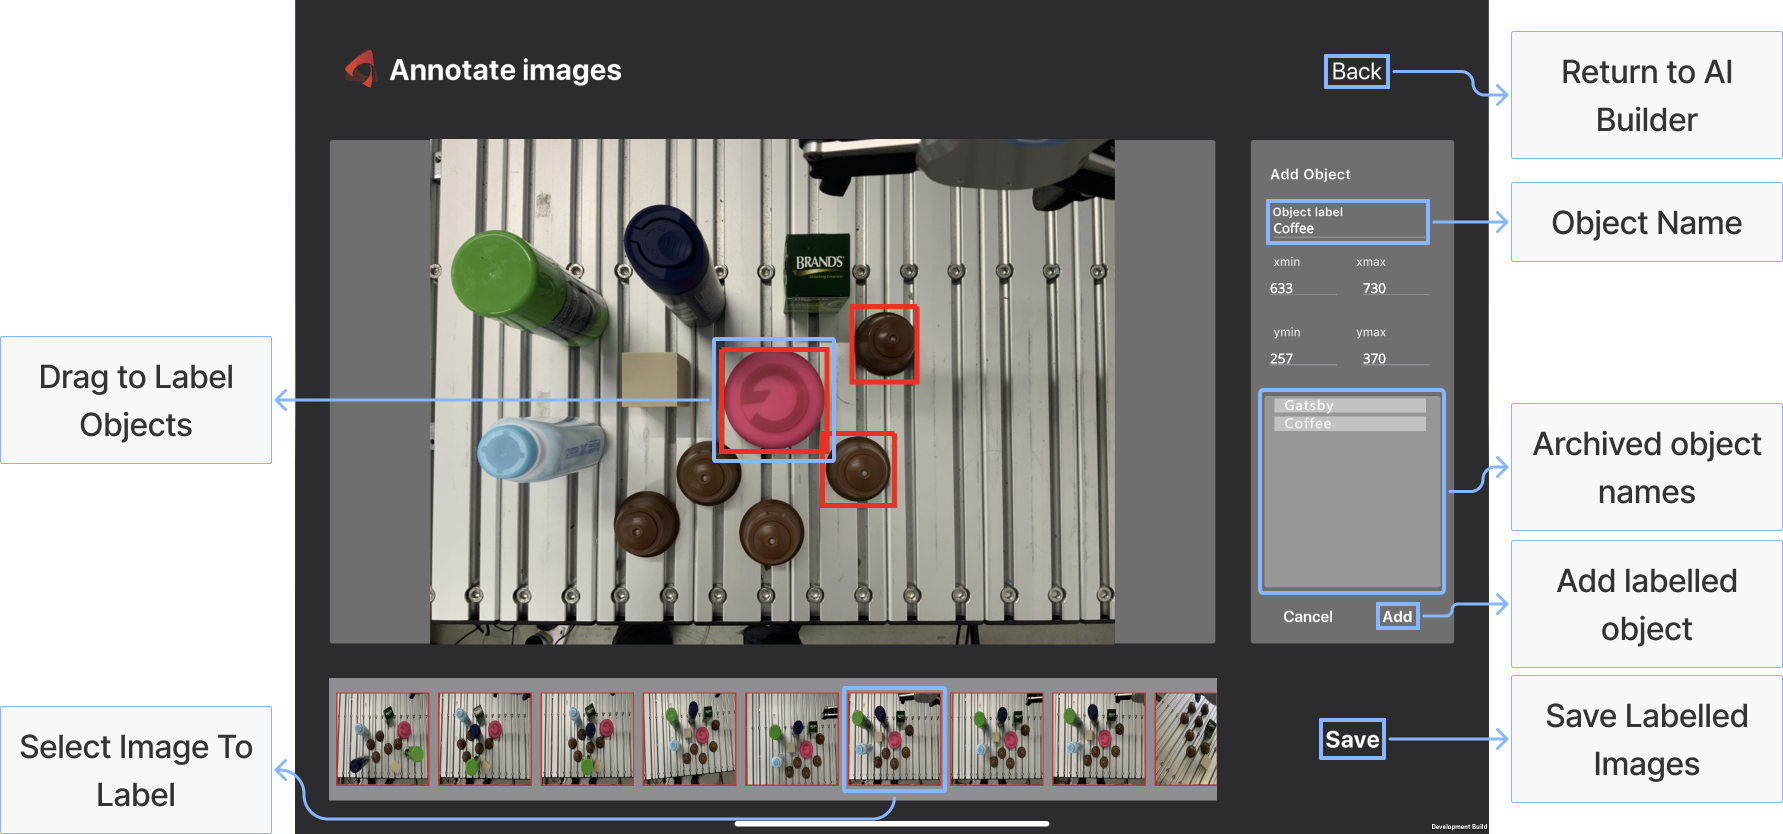 Annotate images
Back
Return to AI
Builder
Add Object
Object label
Coffee
Object Name
xmin
xmax
633
730
ymin
ymax
257
370
BRAND'S
Drag to Label
Objects
Gatsby
Coffee
Archived object
names
Cancel
Add
Add labelled
object
Select Image To
Label
Save
Save Labelled
Images
Development Build